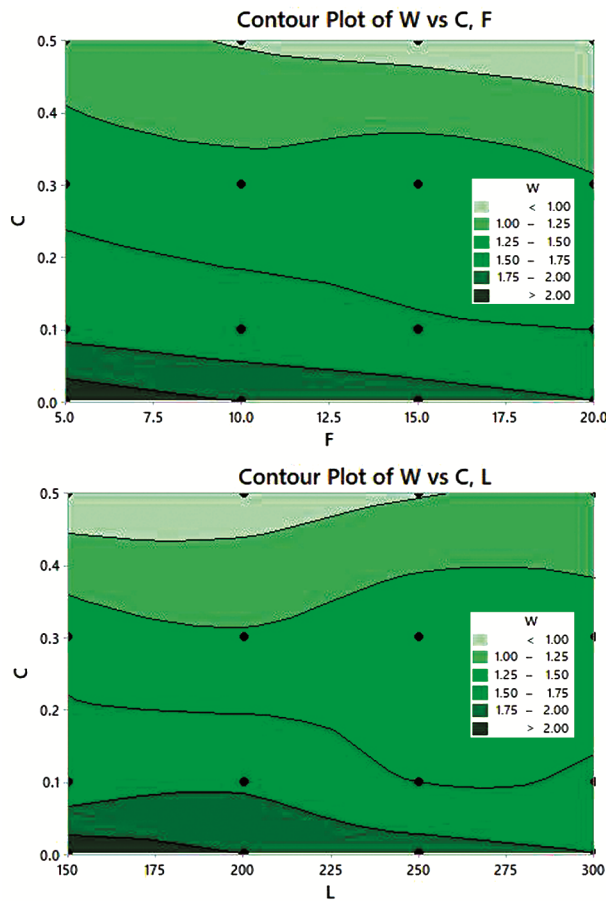 Contour Plot of W vs C, F
0.5
0.4
0.3
0.2
0.1
0.0
C
W
< 1.00
1.00 – 1.25
1.25 – 1.50
1.50 – 1.75
1.75 – 2.00
> 2.00
5.0 7.5 10.0 12.5 15.0 17.5 20.0
F
Contour Plot of W vs C, L
0.5
0.4
0.3
0.2
0.1
0.0
C
W
< 1.00
1.00 – 1.25
1.25 – 1.50
1.50 – 1.75
1.75 – 2.00
> 2.00
150 175 200 225 250 275 300
L